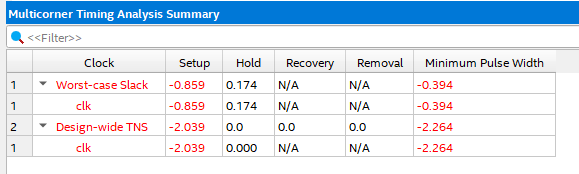 Multicorner Timing Analysis Summary
<<Filter>>
Clock Setup Hold Recovery Removal Minimum Pulse Width
1 Worst-case Slack -0.859 0.174 N/A N/A -0.394
1 clk -0.859 0.174 N/A N/A -0.394
2 Design-wide TNS -2.039 0.0 0.0 0.0 -2.264
1 clk -2.039 0.000 N/A N/A -2.264